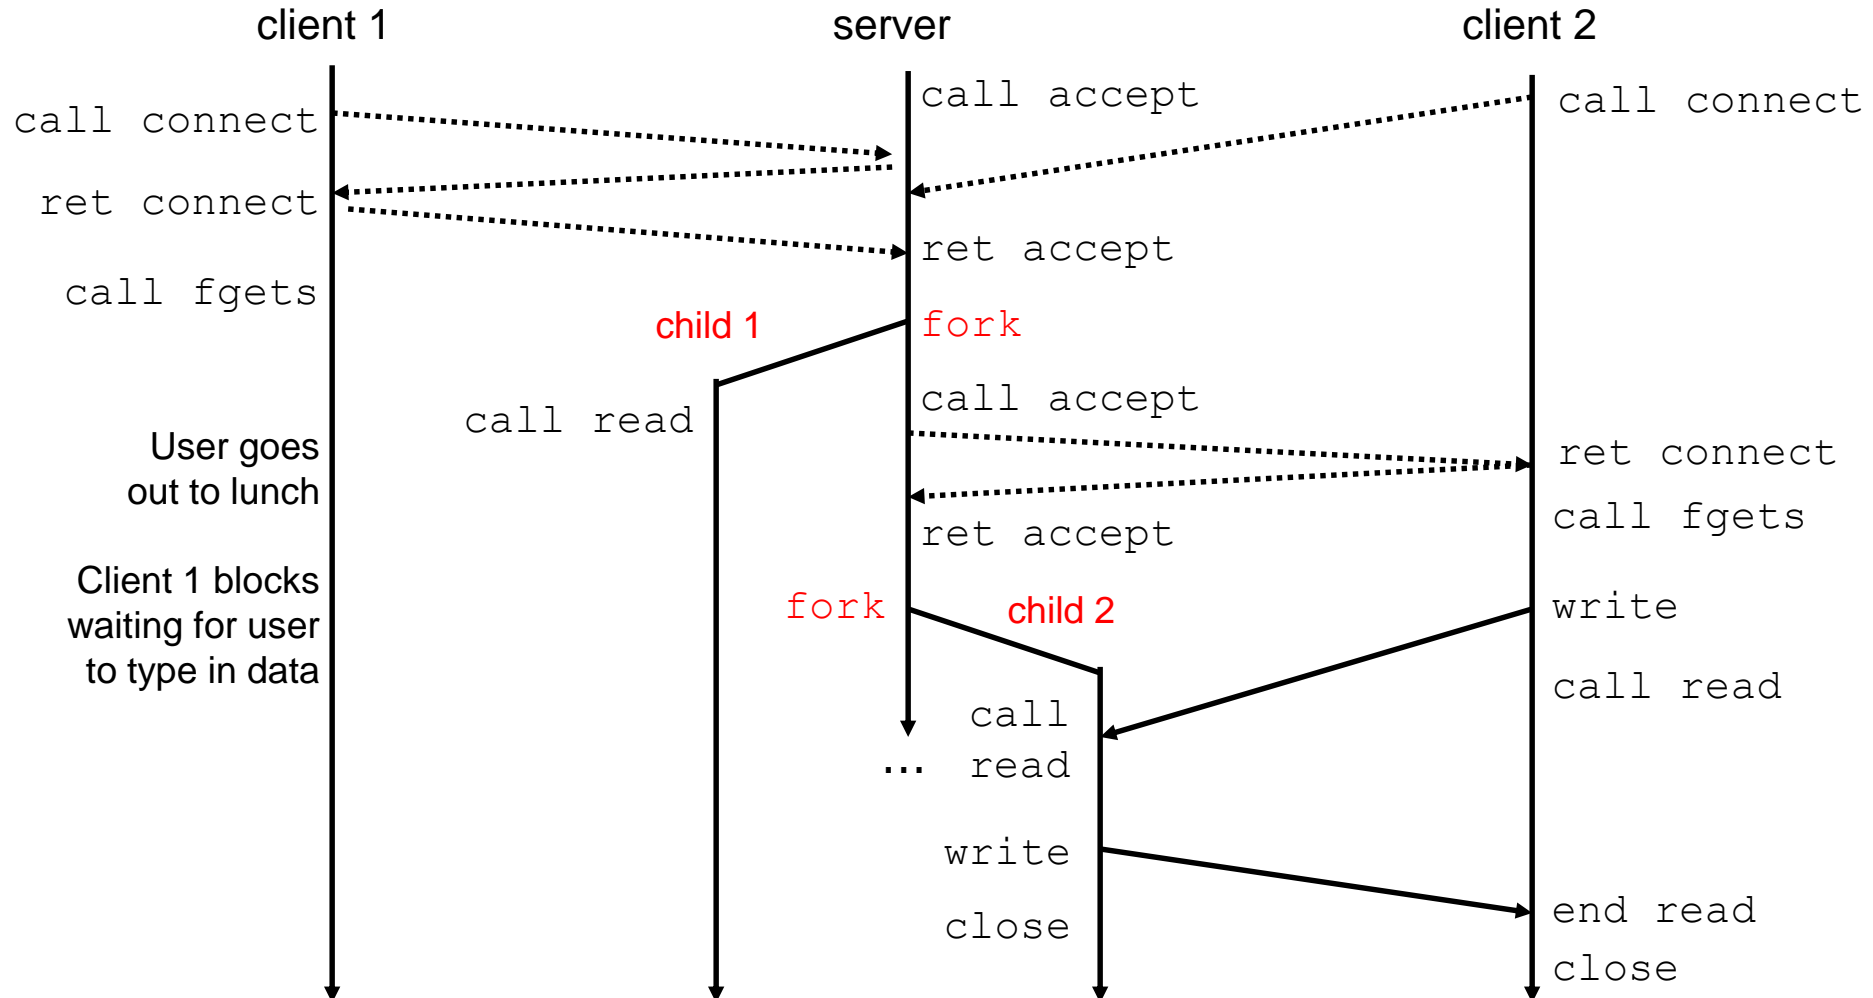 client 1
server
client 2
call connect
call accept
call connect
ret connect
ret accept
call fgets
child 1
fork
call read
call accept
User goes
out to lunch
ret connect
call fgets
ret accept
Client 1 blocks
waiting for user
to type in data
fork
child 2
write
call read
call
read
...
write
close
end read
close